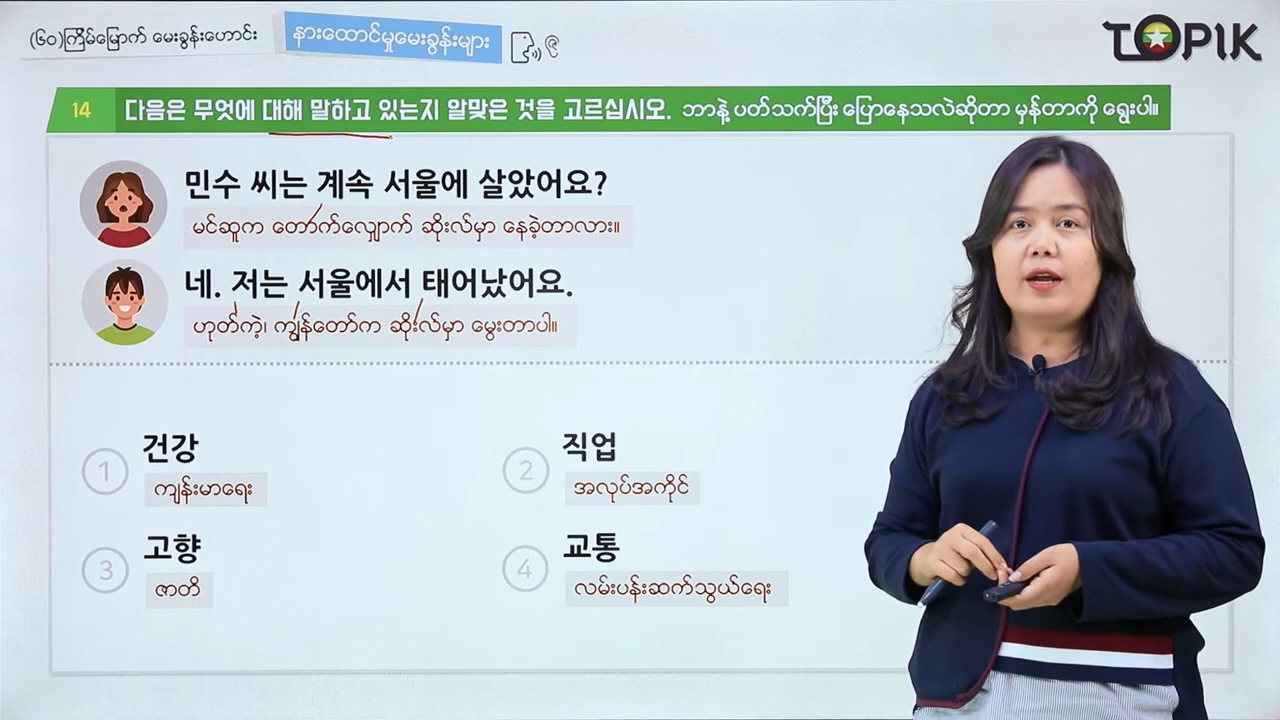 (၆၀)ကြိမ်မြောက် မေးခွန်းဟောင်း
နားထောင်မှုမေးခွန်းများ
TOPIK
14 다음은 무엇에 대해 말하고 있는지 알맞은 것을 고르십시오. ဘာနဲ့ ပတ်သက်ပြီး ပြောနေသလဲဆိုတာ မှန်တာကို ရွေးပါ။
민수 씨는 계속 서울에 살았어요?
မင်ဆူက တောက်လျှောက် ဆိုးလ်မှာ နေခဲ့တာလား။
네. 저는 서울에서 태어났어요.
ဟုတ်ကဲ့၊ ကျွန်တော်က ဆိုးလ်မှာ မွေးတာပါ။
1 건강
ကျန်းမာရေး
2 직업
အလုပ်အကိုင်
3 고향
ဇာတိ
4 교통
လမ်းပန်းဆက်သွယ်ရေး